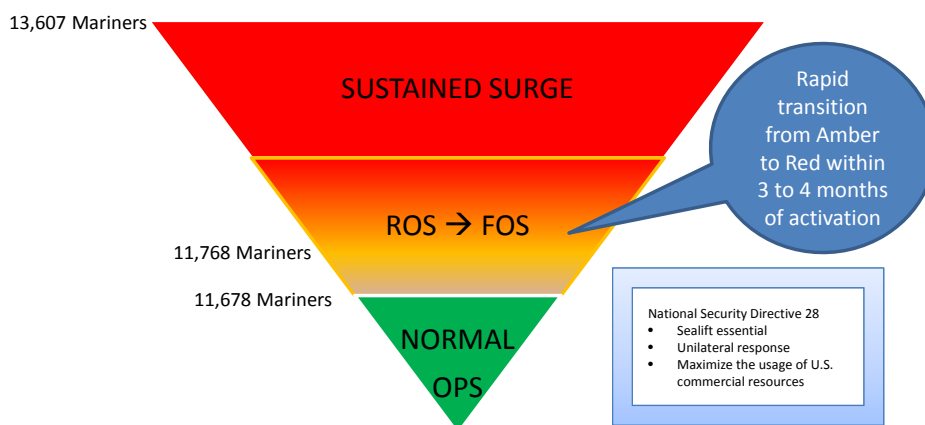 13,607 Mariners
SUSTAINED SURGE
Rapid
transition
from Amber
to Red within
3 to 4 months
of activation
ROS → FOS
11,768 Mariners
11,678 Mariners
NORMAL
OPS
National Security Directive 28
• Sealift essential
• Unilateral response
• Maximize the usage of U.S.
commercial resources